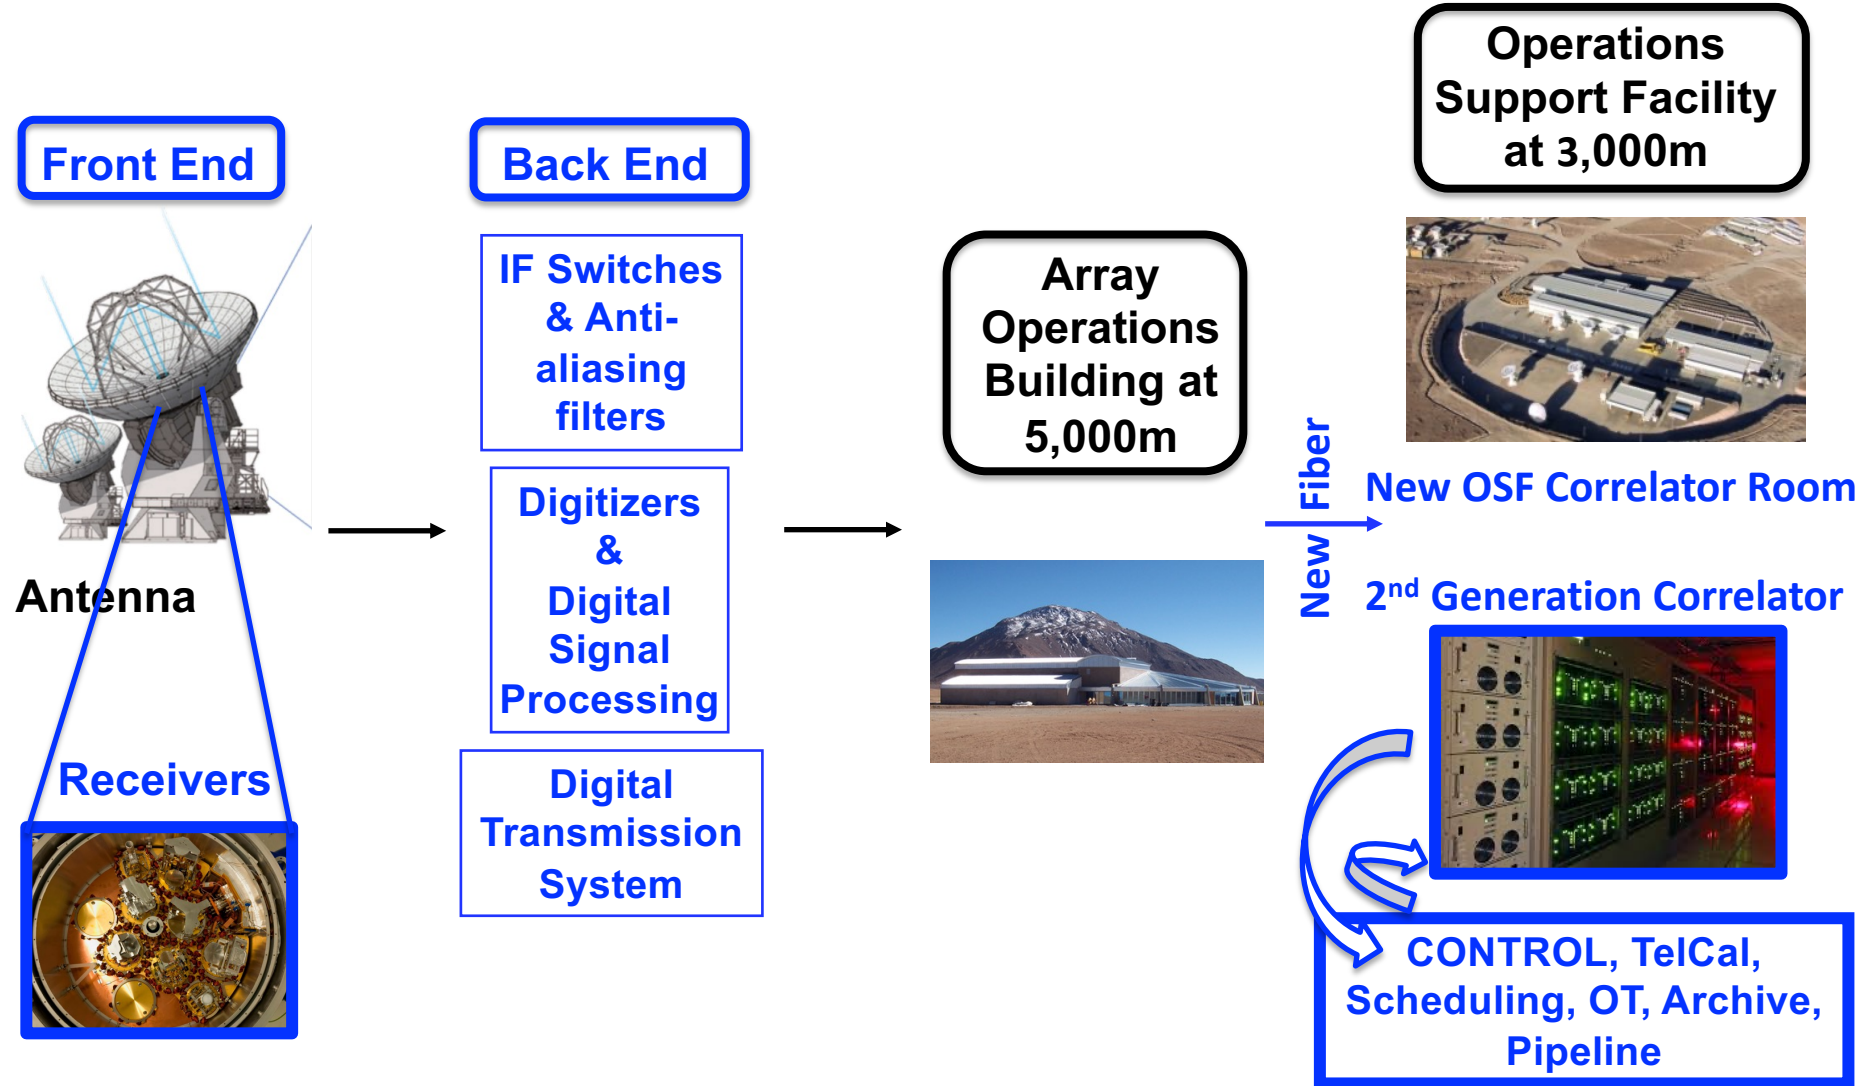 Front End
Antenna
Receivers
Back End
IF Switches
& Anti-
aliasing
filters
Digitizers
&
Digital
Signal
Processing
Digital
Transmission
System
Array
Operations
Building at
5,000m
New Fiber
Operations
Support Facility
at 3,000m
New OSF Correlator Room
2nd Generation Correlator
CONTROL, TelCal,
Scheduling, OT, Archive,
Pipeline